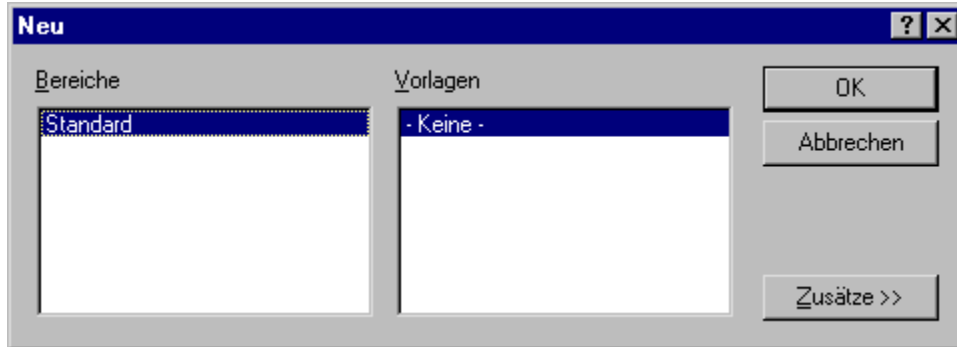 Neu
Bereiche
Vorlagen
OK
Standard
- Keine -
Abbrechen
Zusätze >>